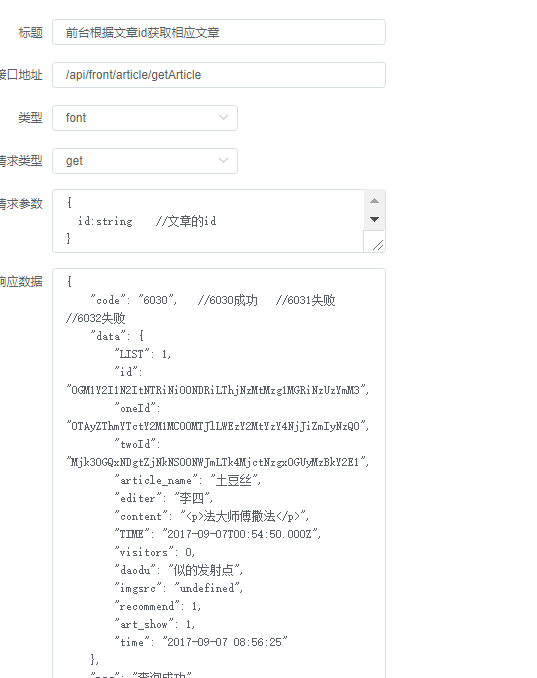 标题 前台根据文章id获取相应文章
接口地址 /api/front/article/getArticle
类型 font
请求类型 get
请求参数 {
id:string //文章的id
}
响应数据 {
"code": "6030", //6030成功 //6031失败
//6032失败
"data": {
"LIST": 1,
"id":
"OGM1Y2I1N2ItNTRiNi00NDRiLThjNzMtMzg1MGRiNzUzYmM3",
"oneId":
"OTAyZThmYTctY2M1MC00MTJlLWEzY2MtYzY4NjJiZmIyNzQ0",
"twoId":
"Mjk3OGQxNDgtZjNkNS00NWJmLTk4MjctNzgxOGUyMzBkY2E1",
"article_name": "土豆丝",
"editer": "李四",
"content": "<p>法大师傅撒法</p>",
"TIME": "2017-09-07T00:54:50.000Z",
"visitors": 0,
"daodu": "似的发射点",
"imgsrc": "undefined",
"recommend": 1,
"art_show": 1,
"time": "2017-09-07 08:56:25"
},